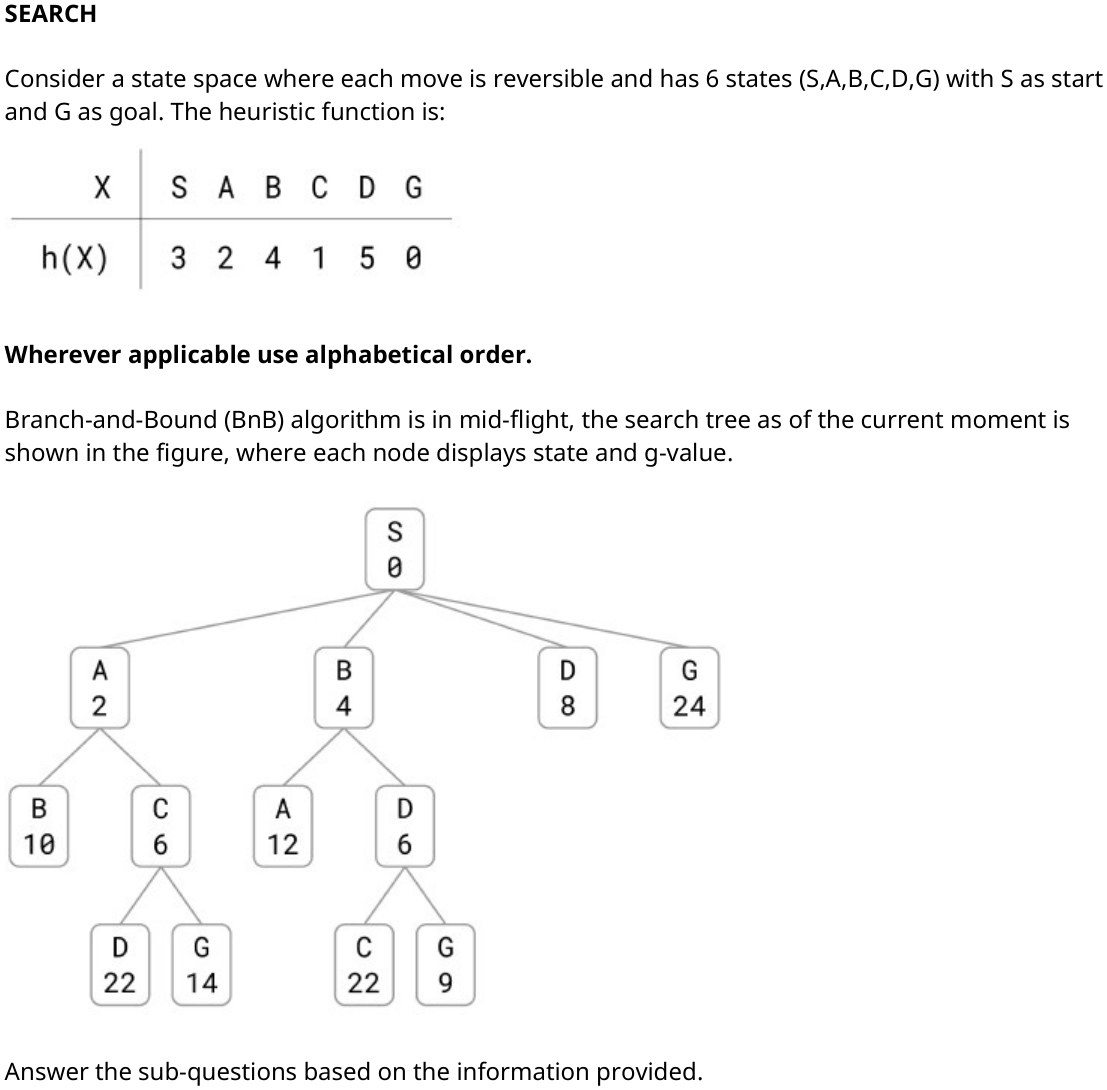 SEARCH
Consider a state space where each move is reversible and has 6 states (S,A,B,C,D,G) with S as start
and G as goal. The heuristic function is:
X S A B C D G
h(X) 3 2 4 1 5 0
Wherever applicable use alphabetical order.
Branch-and-Bound (BnB) algorithm is in mid-flight, the search tree as of the current moment is
shown in the figure, where each node displays state and g-value.
S
0
A B D G
2 4 8 24
B C A D
10 6 12 6
D G C G
22 14 22 9
Answer the sub-questions based on the information provided.